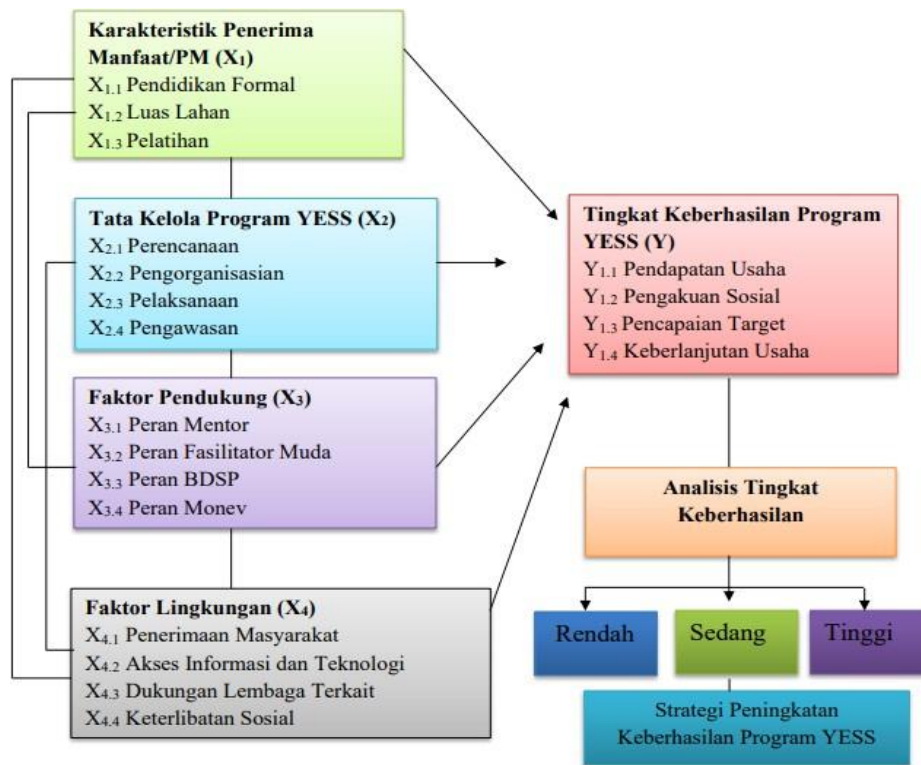 Karakteristik Penerima
Manfaat/PM (X₁)
X₁.₁ Pendidikan Formal
X₁.₂ Luas Lahan
X₁.₃ Pelatihan
Tata Kelola Program YESS (X₂)
X₂.₁ Perencanaan
X₂.₂ Pengorganisasian
X₂.₃ Pelaksanaan
X₂.₄ Pengawasan
Faktor Pendukung (X₃)
X₃.₁ Peran Mentor
X₃.₂ Peran Fasilitator Muda
X₃.₃ Peran BDSP
X₃.₄ Peran Monev
Faktor Lingkungan (X₄)
X₄.₁ Penerimaan Masyarakat
X₄.₂ Akses Informasi dan Teknologi
X₄.₃ Dukungan Lembaga Terkait
X₄.₄ Keterlibatan Sosial
Tingkat Keberhasilan Program
YESS (Y)
Y₁.₁ Pendapatan Usaha
Y₁.₂ Pengakuan Sosial
Y₁.₃ Pencapaian Target
Y₁.₄ Keberlanjutan Usaha
Analisis Tingkat
Keberhasilan
Rendah
Sedang
Tinggi
Strategi Peningkatan
Keberhasilan Program YESS